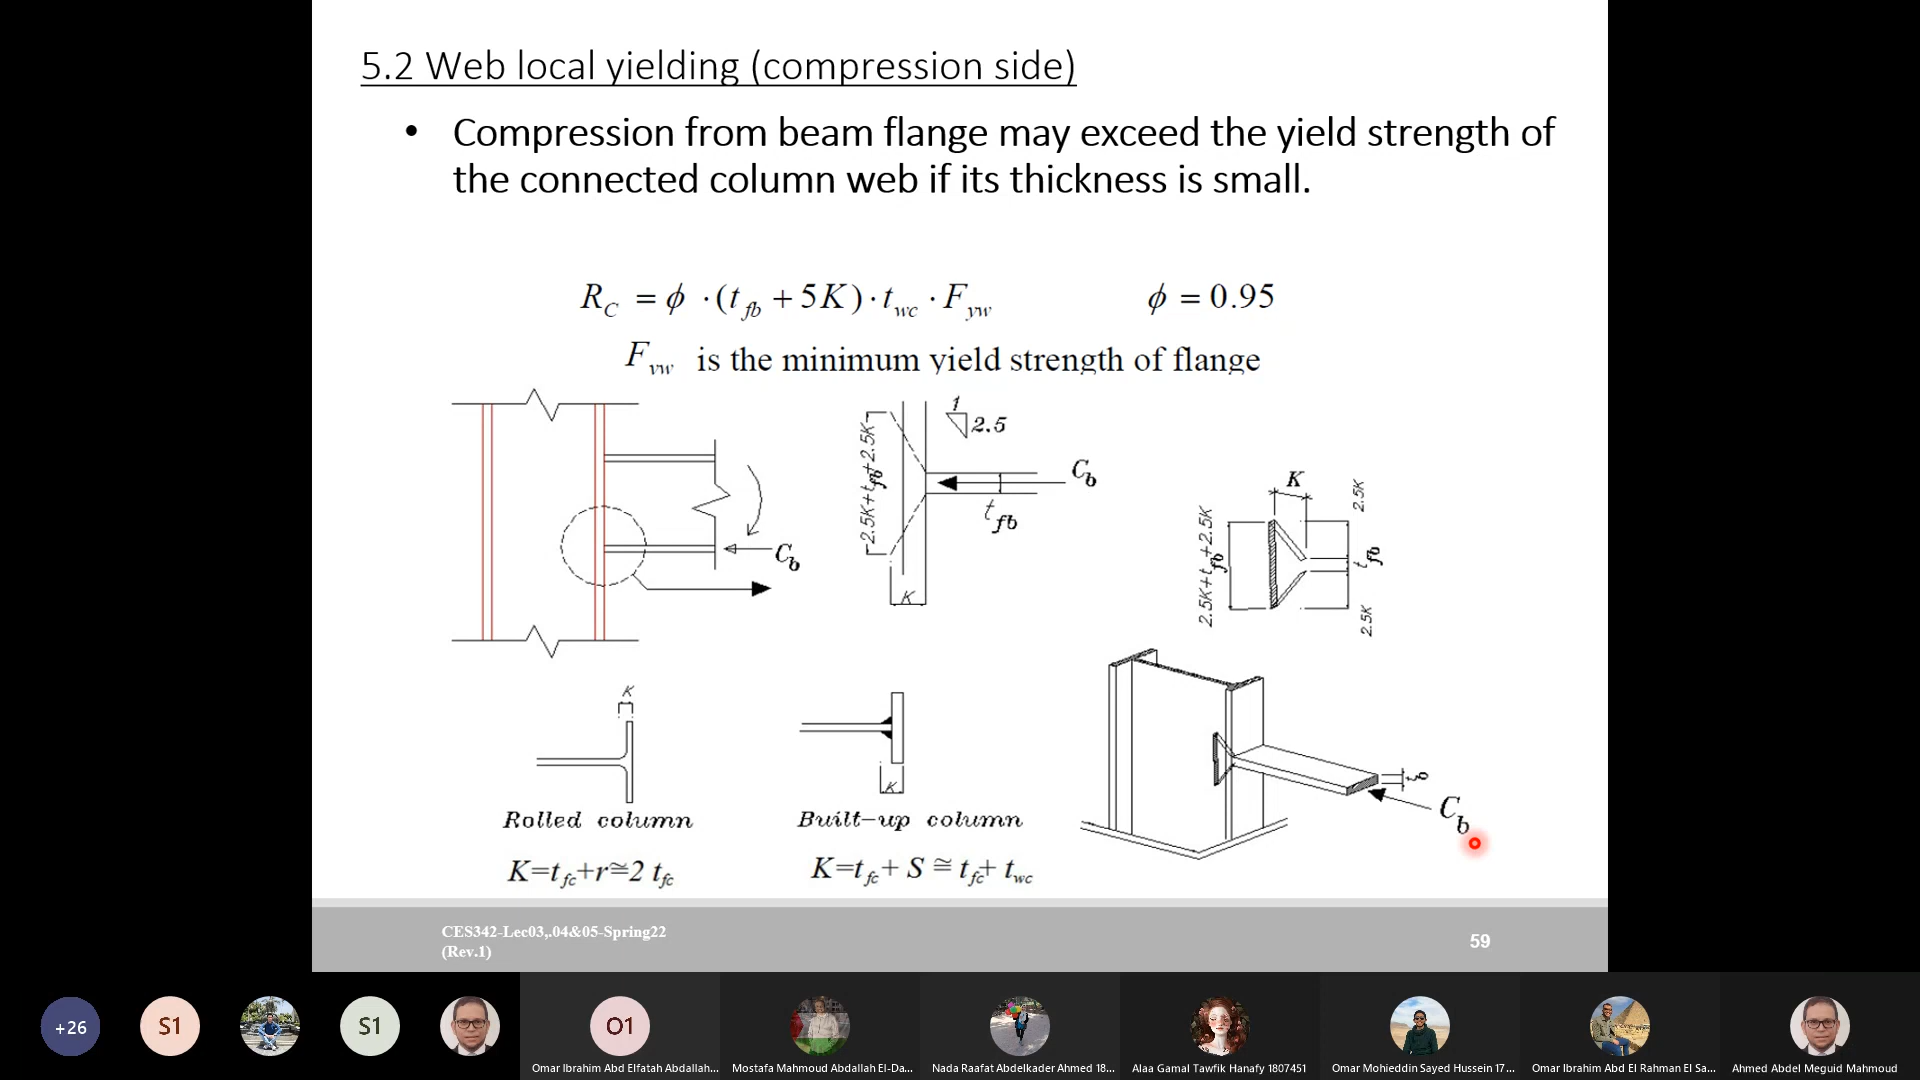 5.2 Web local yielding (compression side)
• Compression from beam flange may exceed the yield strength of
the connected column web if its thickness is small.
R_C = ϕ ·(t_fb + 5K)·t_wc · F_yw    ϕ = 0.95
F_yw is the minimum yield strength of flange
1
2.5
2.5K+t_fb+2.5K
C_b
t_fb
K
C_b
K
2.5K
2.5K+t_fb+2.5K
t_fb
2.5K
K
K
C_b
Rolled column
Built-up column
K=t_fc+r≅2 t_fc
K=t_fc+ S ≅ t_fc+ t_wc
CES342-Lec03,.04&05-Spring22
(Rev.1)
59
+26
S1
S1
O1
Omar Ibrahim Abd Elfatah Abdallah...
Mostafa Mahmoud Abdallah El-Da...
Nada Raafat Abdelkader Ahmed 18...
Alaa Gamal Tawfik Hanafy 1807451
Omar Mohieddin Sayed Hussein 17...
Omar Ibrahim Abd El Rahman El Sa...
Ahmed Abdel Meguid Mahmoud